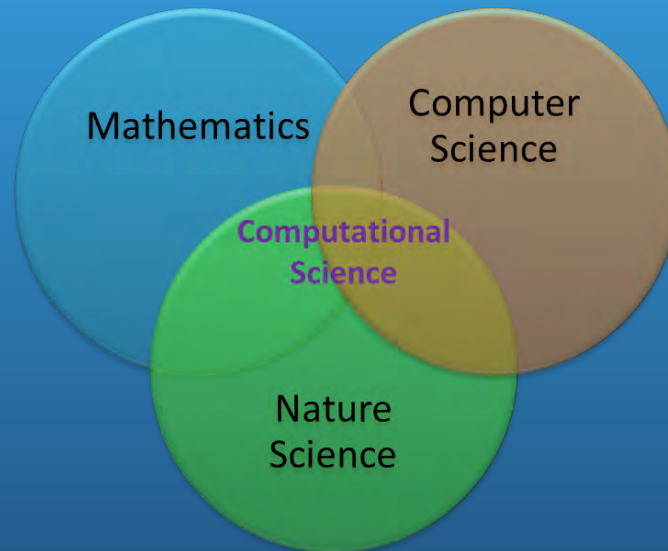 Mathematics
Computer
Science
Computational
Science
Nature
Science